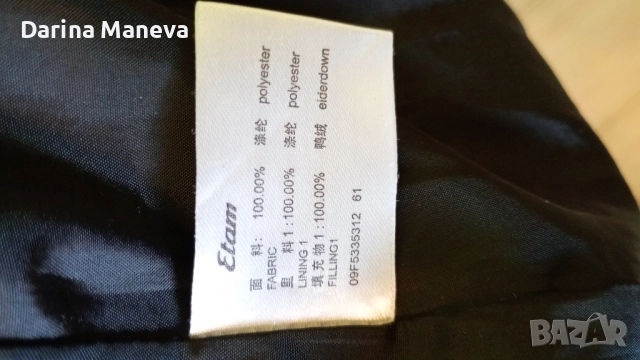 Darina Maneva
Etam
面 料: 100.00% 涤纶 polyester
FABRIC
里 料1:100.00% 涤纶 polyester
LINING 1
填充物1:100.00% 鸭绒 eiderdown
FILLING1
09F5335312 61
BAZAR